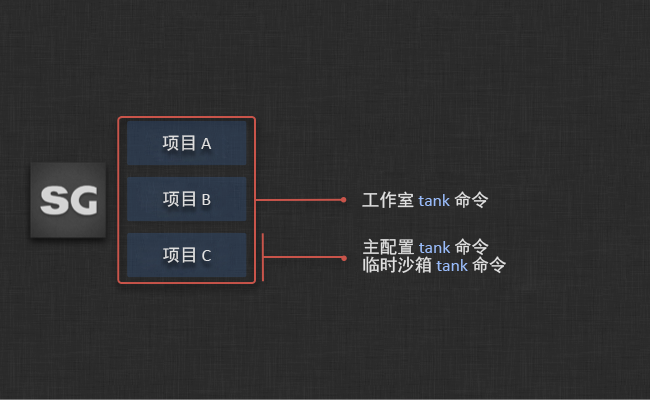 项目 A
SG
项目 B
工作室 tank 命令
项目 C
主配置 tank 命令
临时沙箱 tank 命令